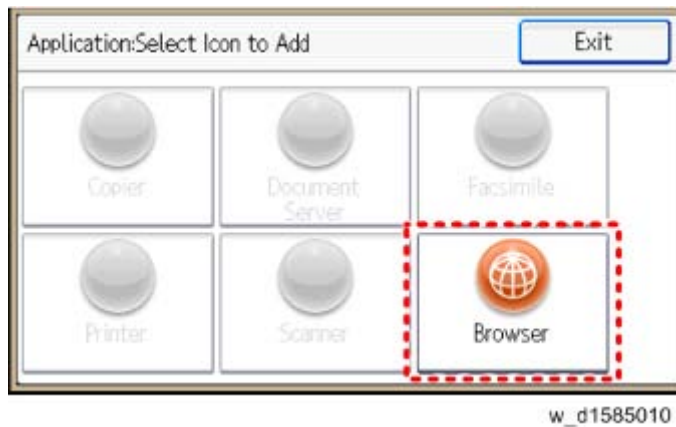 Application:Select Icon to Add
Exit
Copier
Document
Server
Facsimile
Printer
Scanner
Browser
w_d1585010